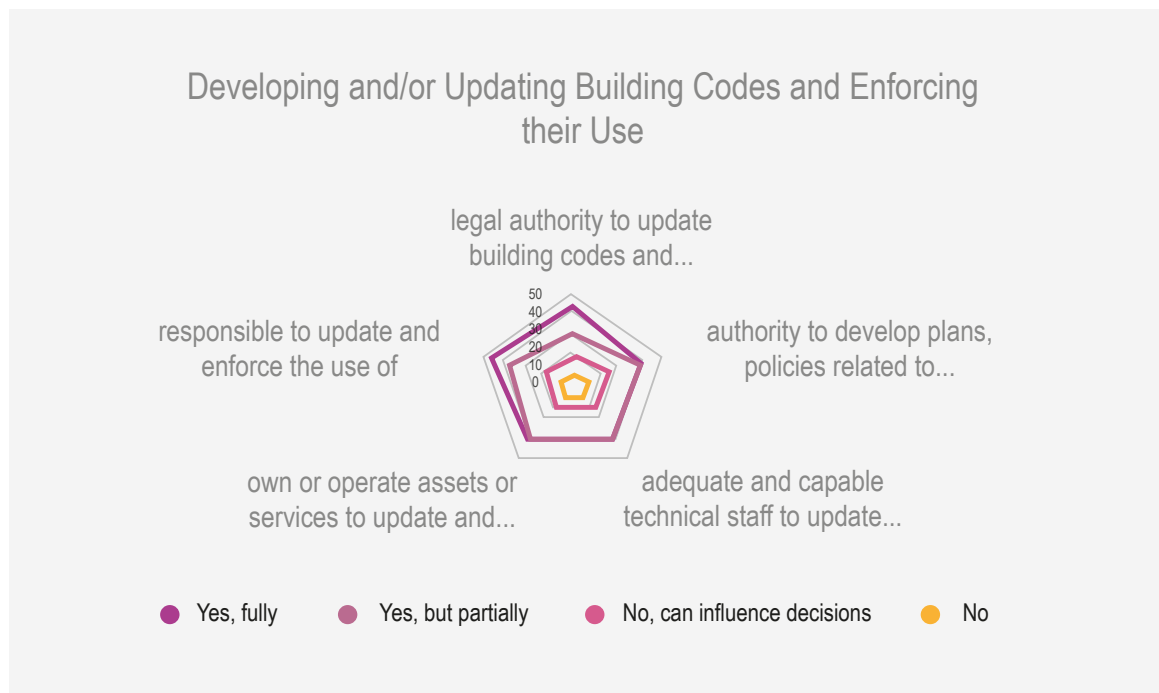 Developing and/or Updating Building Codes and Enforcing
their Use
legal authority to update
building codes and...
50
40
30
20
10
0
responsible to update and
enforce the use of
authority to develop plans,
policies related to...
own or operate assets or
services to update and...
adequate and capable
technical staff to update...
Yes, fully
Yes, but partially
No, can influence decisions
No